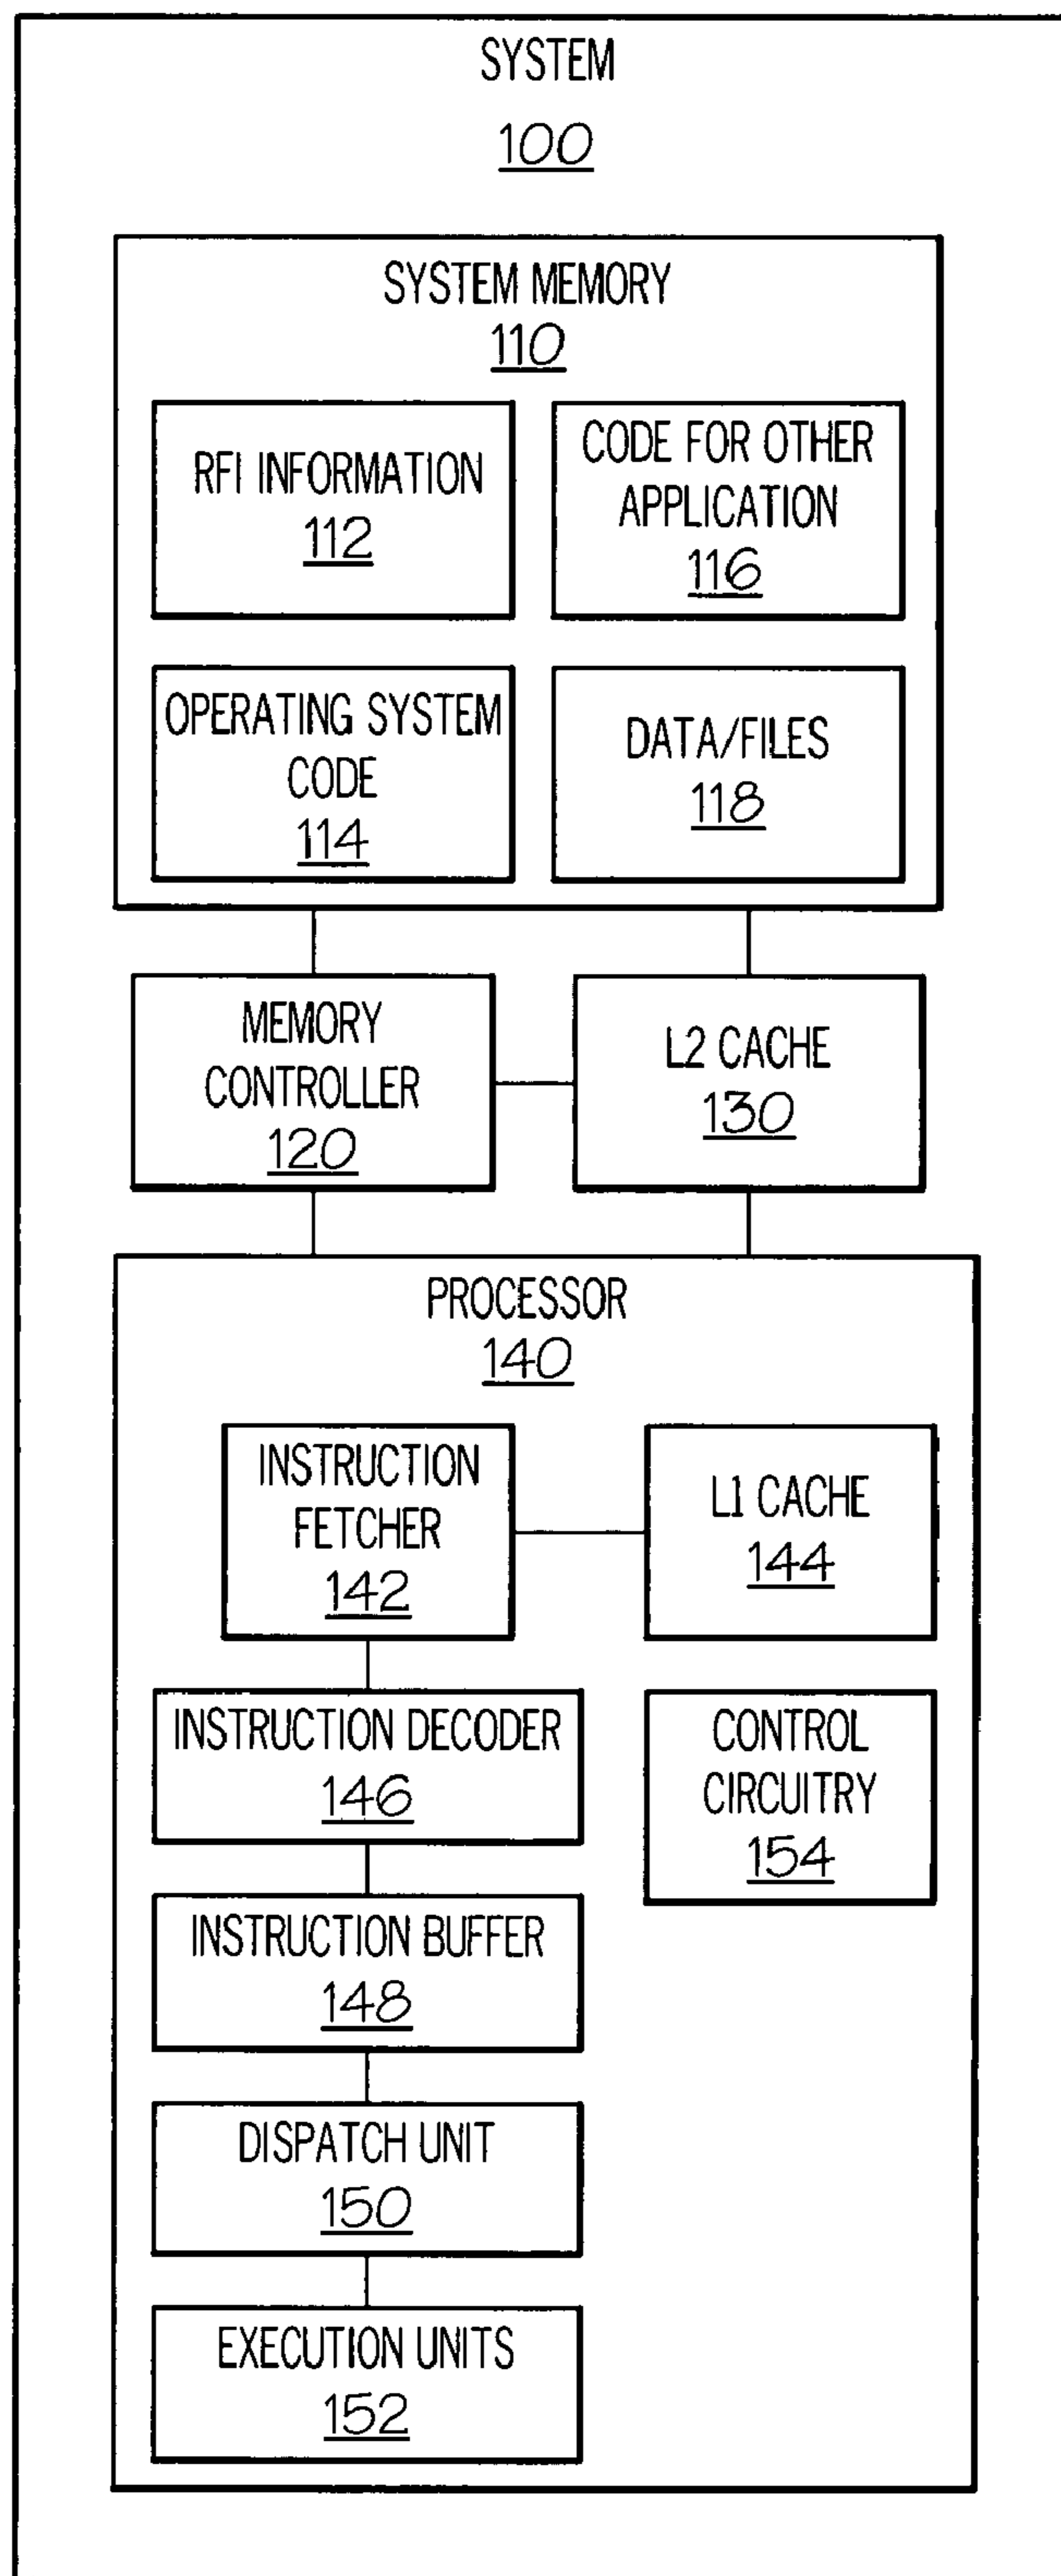 SYSTEM
100
SYSTEM MEMORY
110
RFI INFORMATION
112
CODE FOR OTHER
APPLICATION
116
OPERATING SYSTEM
CODE
114
DATA/FILES
118
MEMORY
CONTROLLER
120
L2 CACHE
130
PROCESSOR
140
INSTRUCTION
FETCHER
142
L1 CACHE
144
INSTRUCTION DECODER
146
CONTROL
CIRCUITRY
154
INSTRUCTION BUFFER
148
DISPATCH UNIT
150
EXECUTION UNITS
152